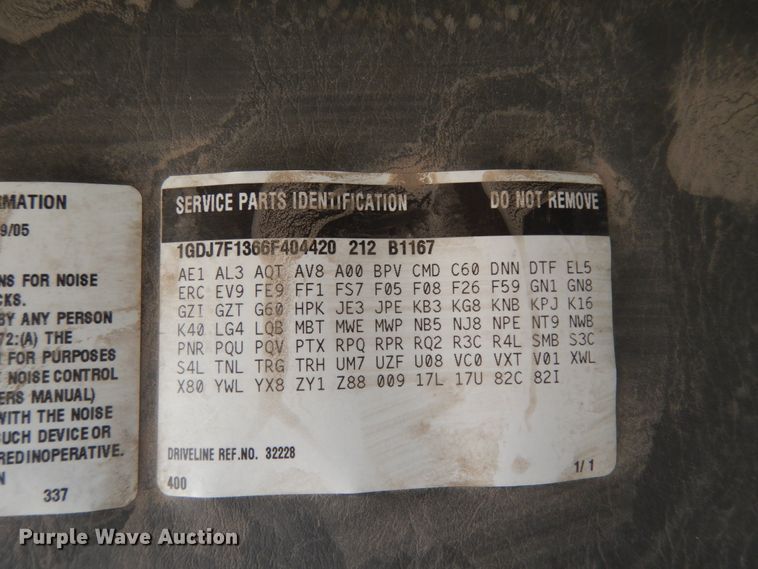 RMATION
9/05
NS FOR NOISE
CKS.
BY ANY PERSON
72:(A) THE
FOR PURPOSES
NOISE CONTROL
ERS MANUAL)
WITH THE NOISE
SUCH DEVICE OR
RED INOPERATIVE.
N
337
SERVICE PARTS IDENTIFICATION DO NOT REMOVE
1GDJ7F1366F404420 212 B1167
AE1 AL3 AQT AV8 A00 BPV CMD C60 DNN DTF EL5
ERC EV9 FE9 FF1 FS7 F05 F08 F26 F59 GN1 GN8
GZI GZT G60 HPK JE3 JPE KB3 KG8 KNB KPJ K16
K40 LG4 LQB MBT MWE MWP NB5 NJ8 NPE NT9 NWB
PNR PQU PQV PTX RPQ RPR RQ2 R3C R4L SMB S3C
S4L TNL TRG TRH UM7 UZF U08 VC0 VXT V01 XWL
X80 YWL YX8 ZY1 Z88 009 17L 17U 82C 82I
DRIVELINE REF.NO. 32228
400 1/1
Purple Wave Auction®